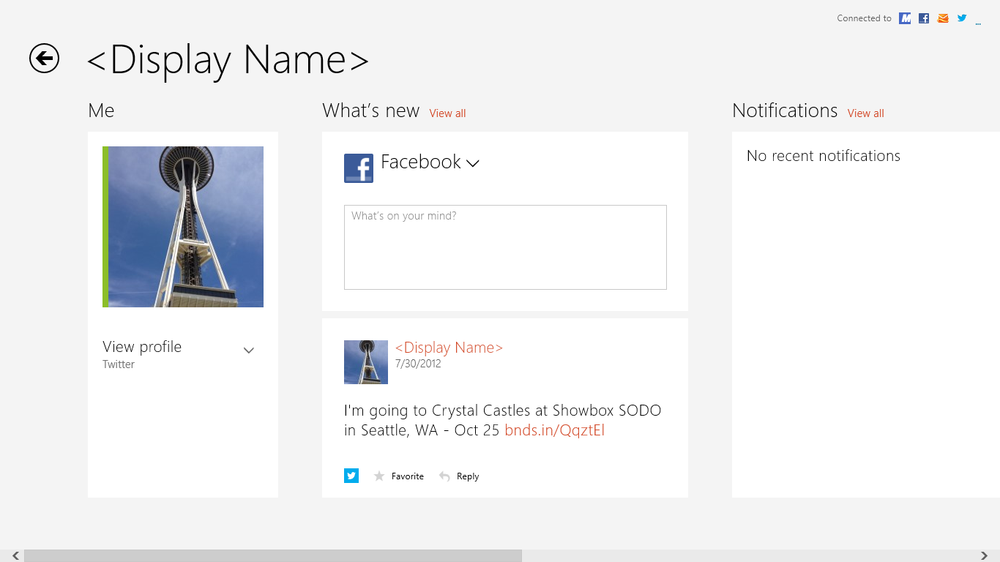 Connected to
...
<Display Name>
Me
What's new View all
Notifications View all
Facebook
What's on your mind?
No recent notifications
View profile
Twitter
<Display Name>
7/30/2012
I'm going to Crystal Castles at Showbox SODO
in Seattle, WA - Oct 25 bnds.in/QqztEl
Favorite Reply